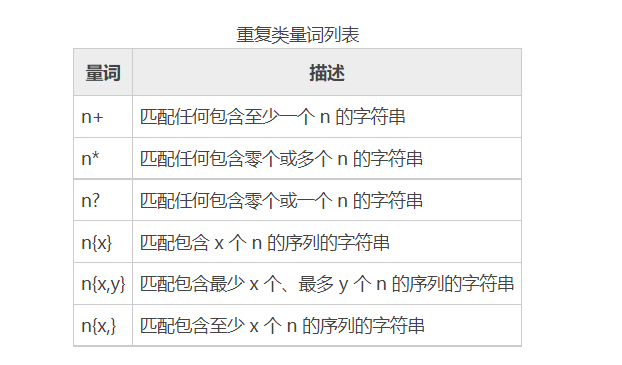 重复类量词列表
量词 描述
n+ 匹配任何包含至少一个 n 的字符串
n* 匹配任何包含零个或多个 n 的字符串
n? 匹配任何包含零个或一个 n 的字符串
n{x} 匹配包含 x 个 n 的序列的字符串
n{x,y} 匹配包含最少 x 个、最多 y 个 n 的序列的字符串
n{x,} 匹配包含至少 x 个 n 的序列的字符串